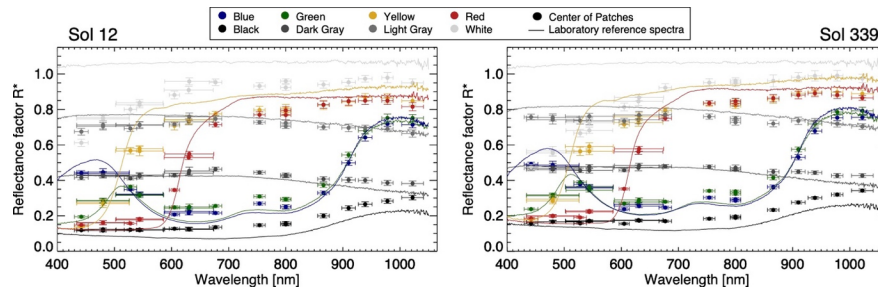 Sol 12
Blue Green Yellow Red Center of Patches
Black Dark Gray Light Gray White Laboratory reference spectra
Sol 339
Reflectance factor R*
1.0
0.8
0.6
0.4
0.2
0.0
400 500 600 700 800 900 1000
Wavelength [nm]
Reflectance factor R*
1.0
0.8
0.6
0.4
0.2
0.0
400 500 600 700 800 900 1000
Wavelength [nm]